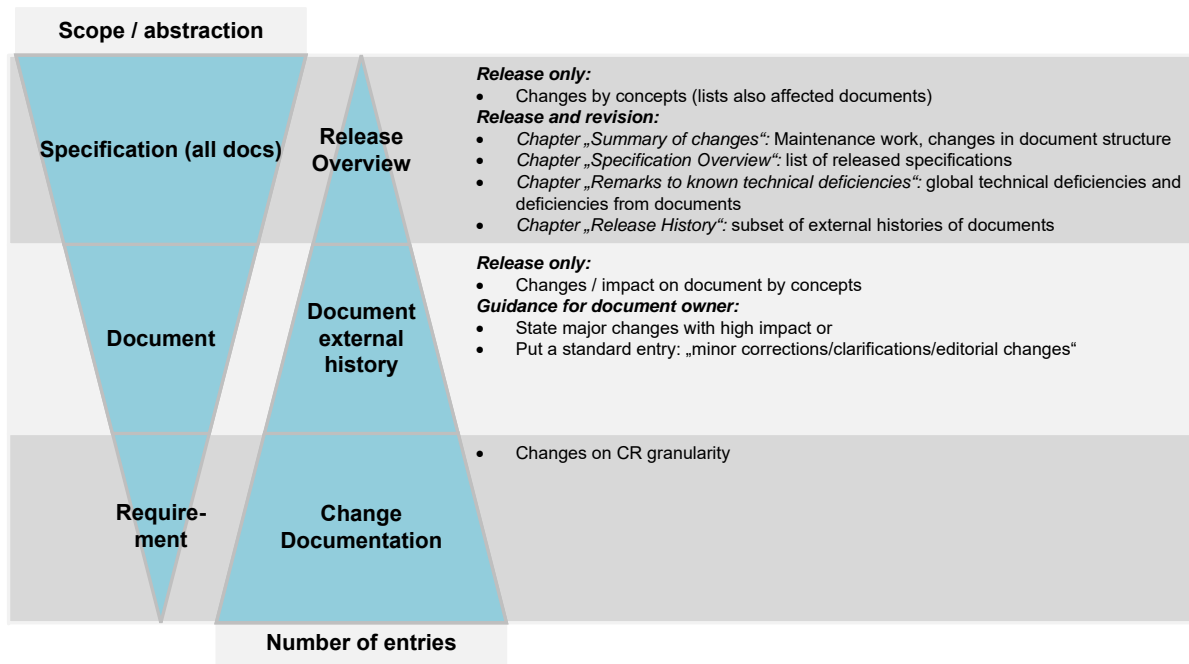 Scope / abstraction
Specification (all docs)
Release
Overview
Release only:
• Changes by concepts (lists also affected documents)
Release and revision:
• Chapter „Summary of changes“: Maintenance work, changes in document structure
• Chapter „Specification Overview“: list of released specifications
• Chapter „Remarks to known technical deficiencies“: global technical deficiencies and
deficiencies from documents
• Chapter „Release History“: subset of external histories of documents
Document
Document
external
history
Release only:
• Changes / impact on document by concepts
Guidance for document owner:
• State major changes with high impact or
• Put a standard entry: „minor corrections/clarifications/editorial changes“
Require-
ment
Change
Documentation
• Changes on CR granularity
Number of entries